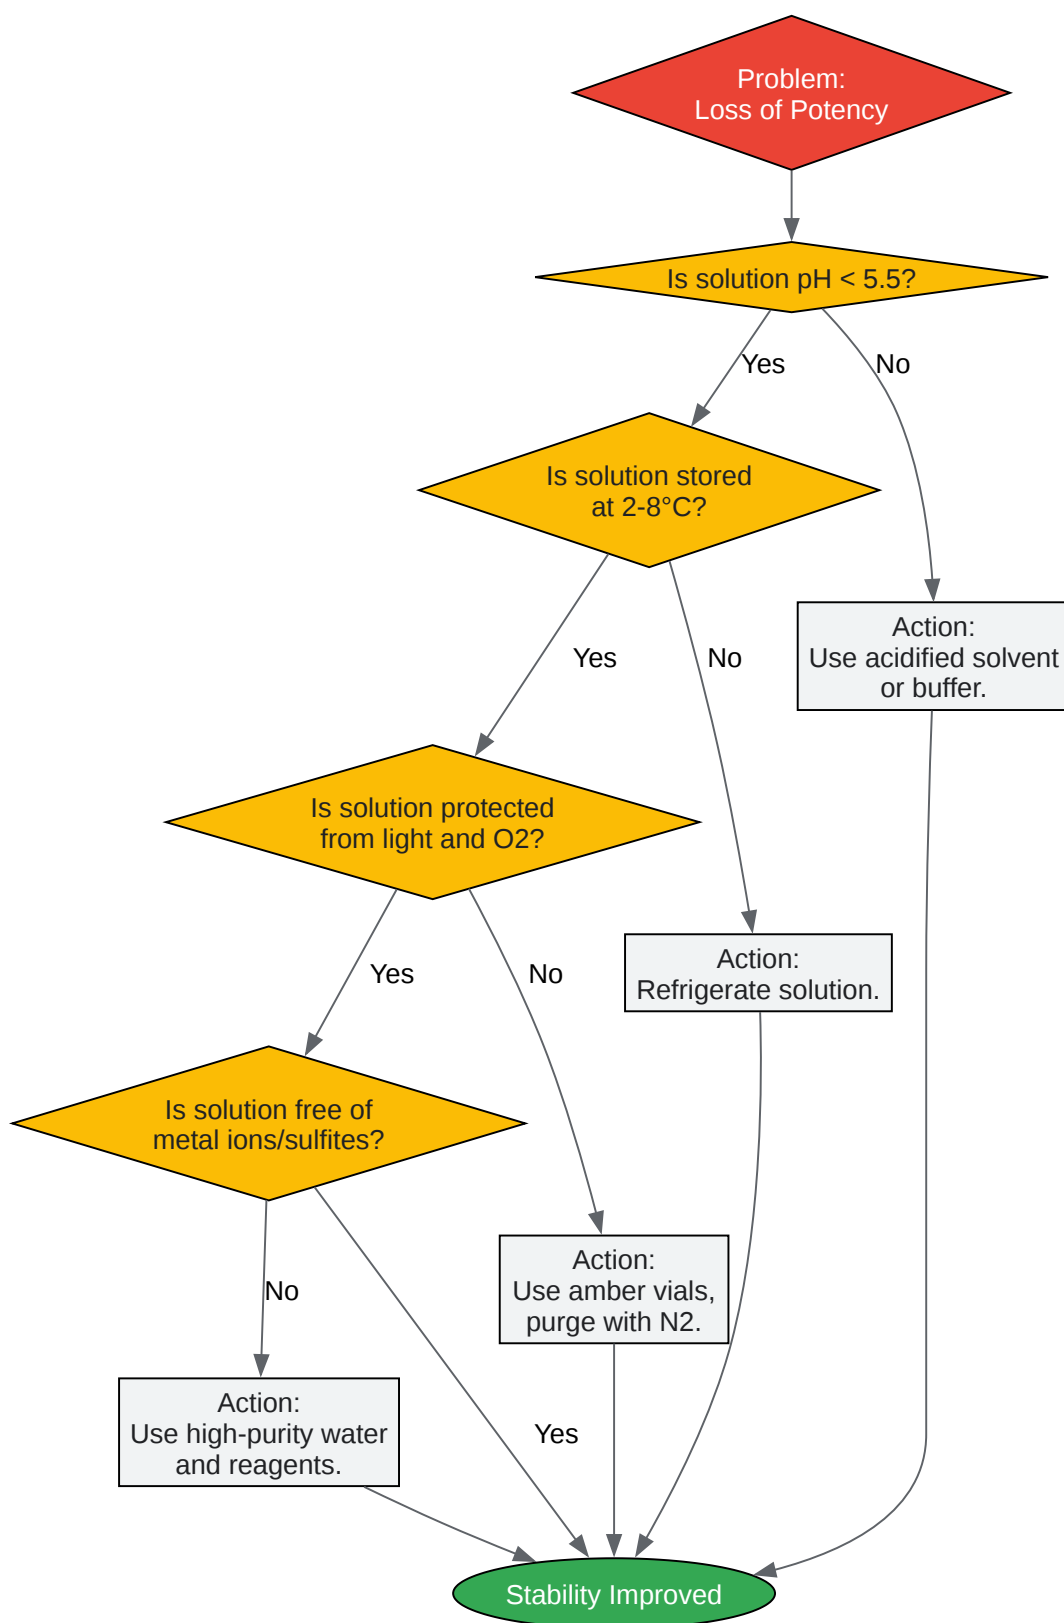 Problem:
Loss of Potency
Is solution pH < 5.5?
Yes
No
Is solution stored
at 2-8°C?
Action:
Use acidified solvent
or buffer.
Yes
No
Is solution protected
from light and O2?
Action:
Refrigerate solution.
Yes
No
Is solution free of
metal ions/sulfites?
Action:
Use amber vials,
purge with N2.
No
Action:
Use high-purity water
and reagents.
Yes
Stability Improved